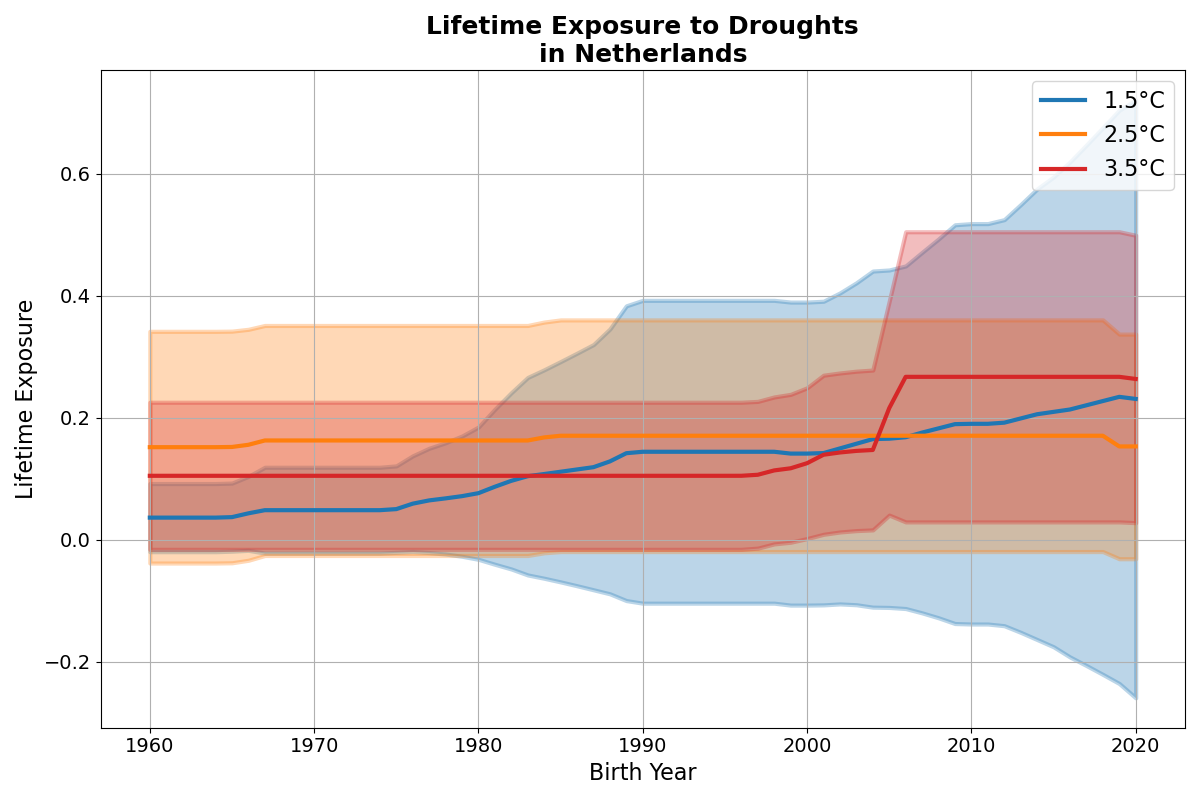 Lifetime Exposure to Droughts
in Netherlands
1.5°C
2.5°C
3.5°C
Lifetime Exposure
0.6
0.4
0.2
0.0
−0.2
1960 1970 1980 1990 2000 2010 2020
Birth Year